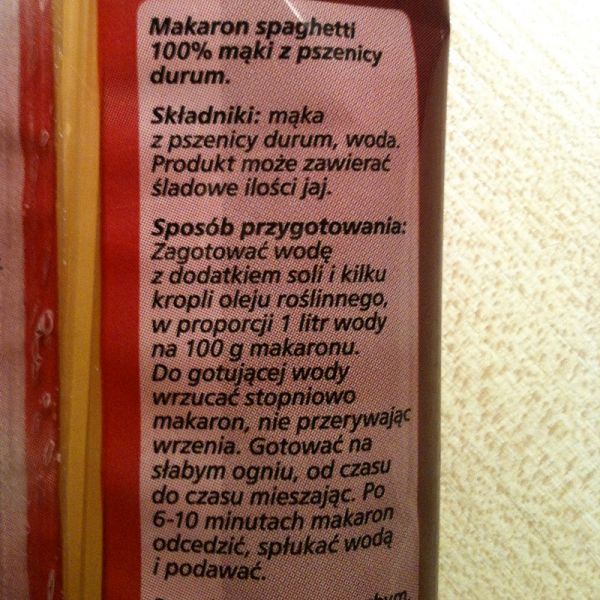 Makaron spaghetti
100% mąki z pszenicy
durum.
Składniki: mąka
z pszenicy durum, woda.
Produkt może zawierać
śladowe ilości jaj.
Sposób przygotowania:
Zagotować wodę
z dodatkiem soli i kilku
kropli oleju roślinnego,
w proporcji 1 litr wody
na 100 g makaronu.
Do gotującej wody
wrzucać stopniowo
makaron, nie przerywając
wrzenia. Gotować na
słabym ogniu, od czasu
do czasu mieszając. Po
6-10 minutach makaron
odcedzić, spłukać wodą
i podawać.